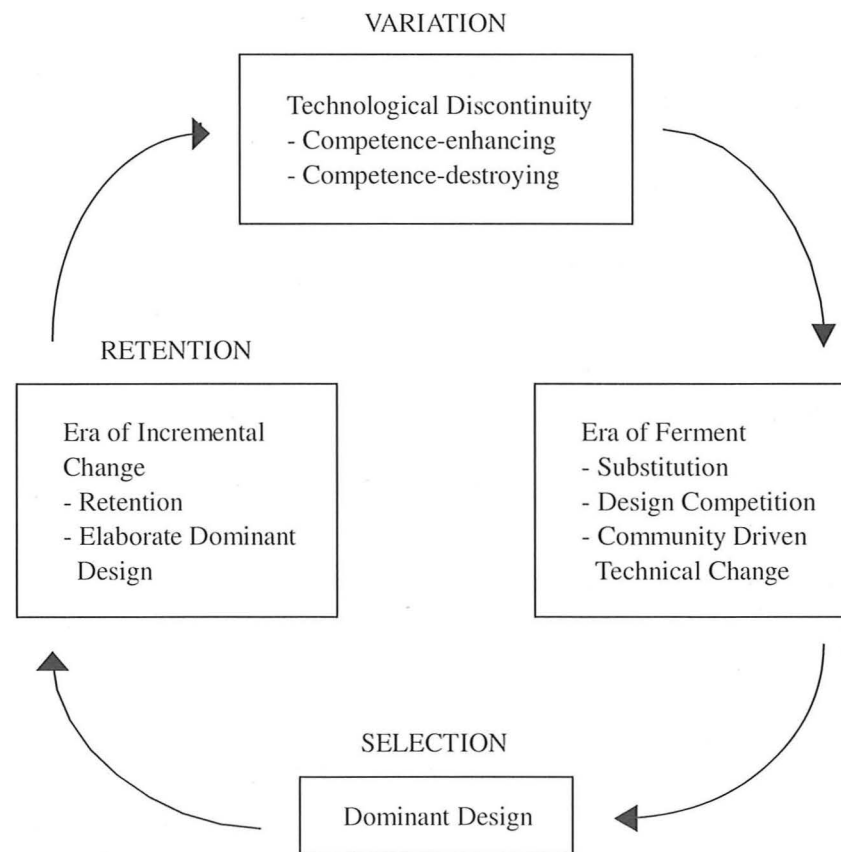 VARIATION
Technological Discontinuity
- Competence-enhancing
- Competence-destroying
RETENTION
Era of Incremental
Change
- Retention
- Elaborate Dominant
Design
Era of Ferment
- Substitution
- Design Competition
- Community Driven
Technical Change
SELECTION
Dominant Design